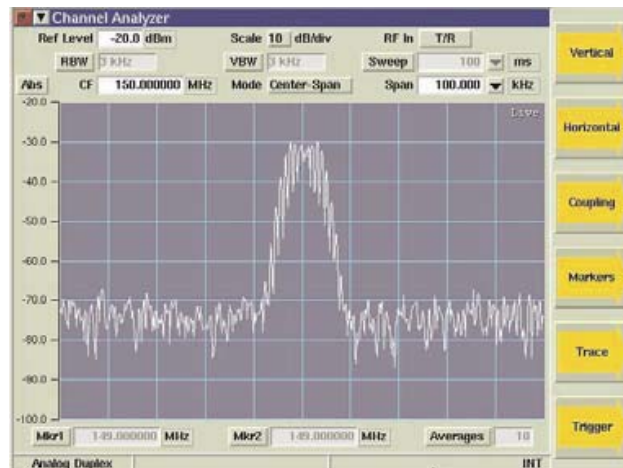 Channel Analyzer
Ref Level -20.0 dBm Scale 10 dB/div RF In T/R
RBW 3 kHz VBW 3 kHz Sweep 100 ms
Abs CF 150.000000 MHz Mode Center-Span Span 100.000 kHz
-20.0
Live
-30.0
-40.0
-50.0
-60.0
-70.0
-80.0
-90.0
-100.0
Mkr1 149.000000 MHz Mkr2 149.000000 MHz Averages 10
Analog Duplex INT
Vertical
Horizontal
Coupling
Markers
Trace
Trigger